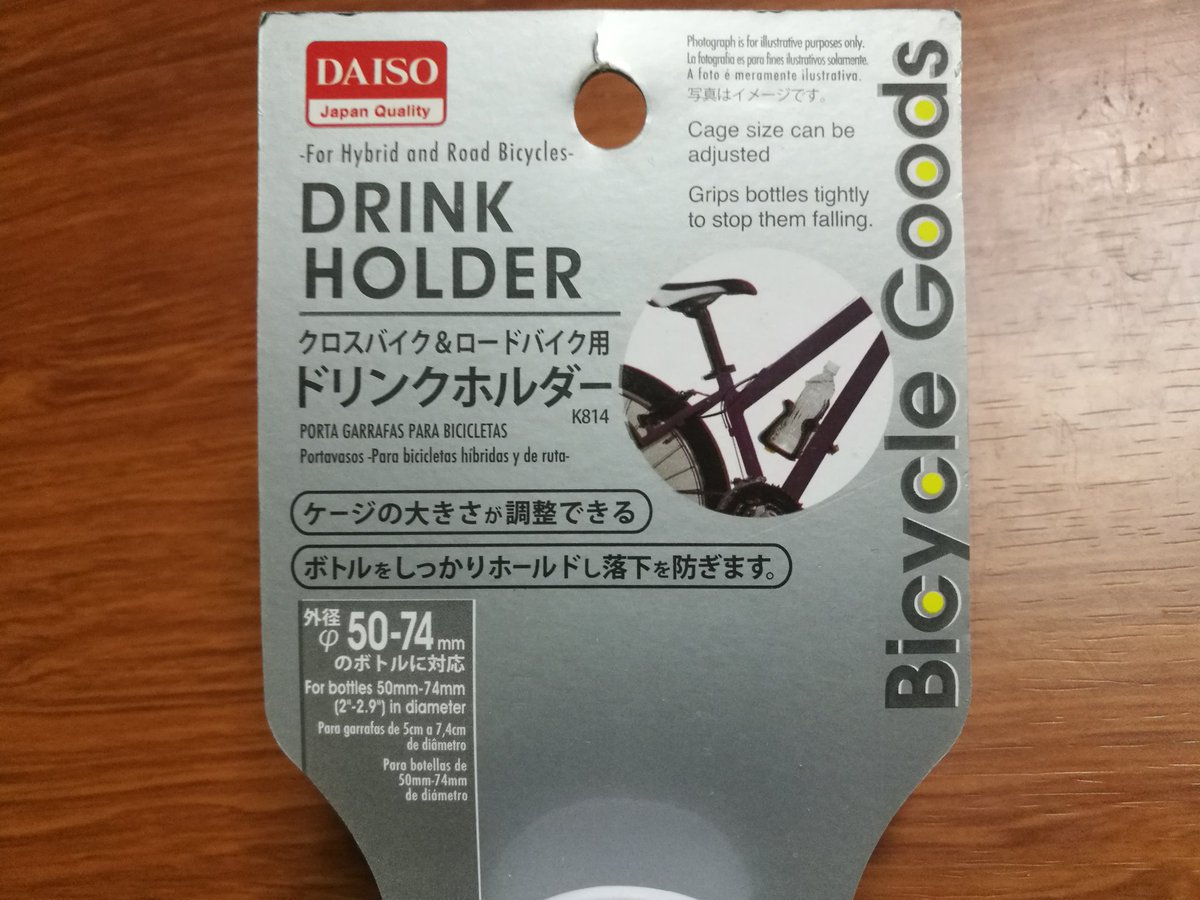 DAISO
Japan Quality
-For Hybrid and Road Bicycles-
DRINK
HOLDER
クロスバイク&ロードバイク用
ドリンクホルダー
K814
PORTA GARRAFAS PARA BICICLETAS
Portavasos -Para bicicletas híbridas y de ruta-
ケージの大きさが調整できる
ボトルをしっかりホールドし落下を防ぎます。
外径
φ 50-74 mm
のボトルに対応
For bottles 50mm-74mm
(2"-2.9") in diameter
Para garrafas de 5cm a 7,4cm
de diâmetro
Para botellas de
50mm-74mm
de diámetro
Photograph is for illustrative purposes only.
La fotografía es para fines ilustrativos solamente.
A foto é meramente ilustrativa.
写真はイメージです。
Cage size can be
adjusted
Grips bottles tightly
to stop them falling.
Bicycle Goods